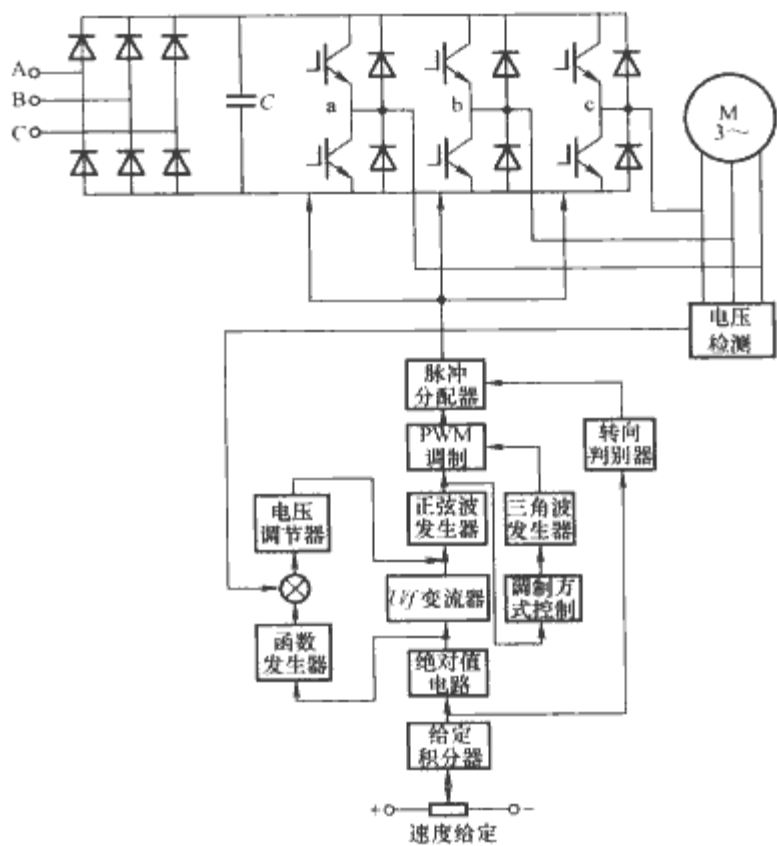 A
B
C
C
a
b
c
M
3～
电压
检测
脉冲
分配器
PWM
调制
转向
判别器
电压
调节器
正弦波
发生器
三角波
发生器
U/f变流器
调制方
式控制
函数
发生器
绝对值
电路
给定
积分器
+
−
速度给定